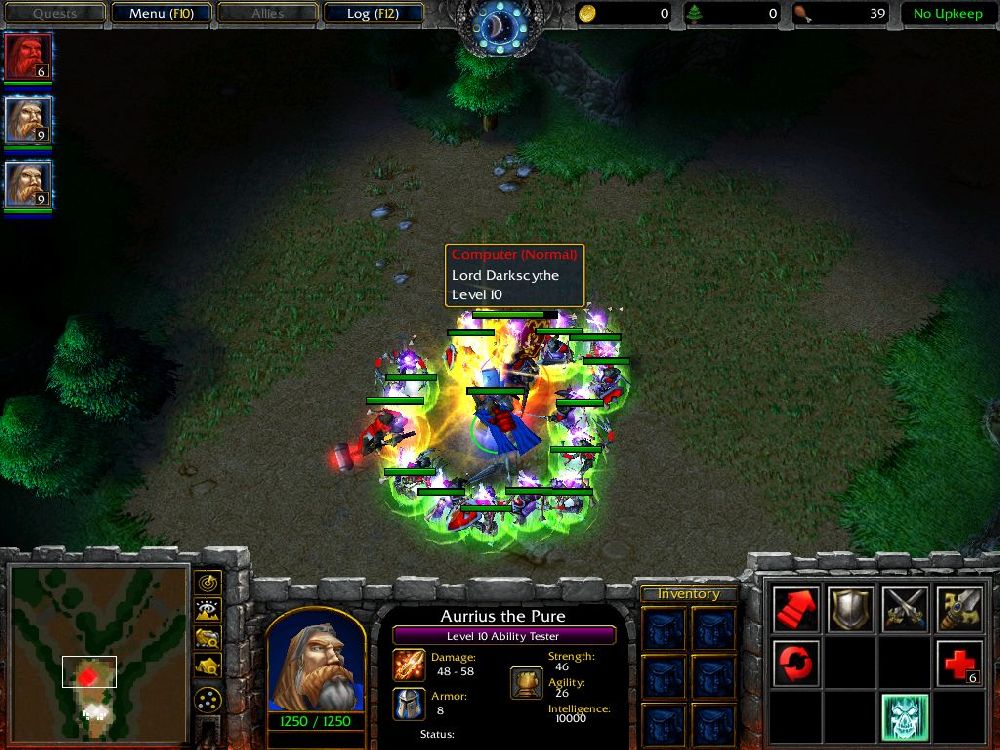 Quests Menu (F10) Allies Log (F12) 0 0 39 No Upkeep
6
9
9
Computer (Normal)
Lord Darkscythe
Level 10
Aurrius the Pure
Level 10 Ability Tester
Damage:
48 - 58
Armor:
8
Strength:
46
Agility:
26
Intelligence:
10000
Status:
1250 / 1250
Inventory
6